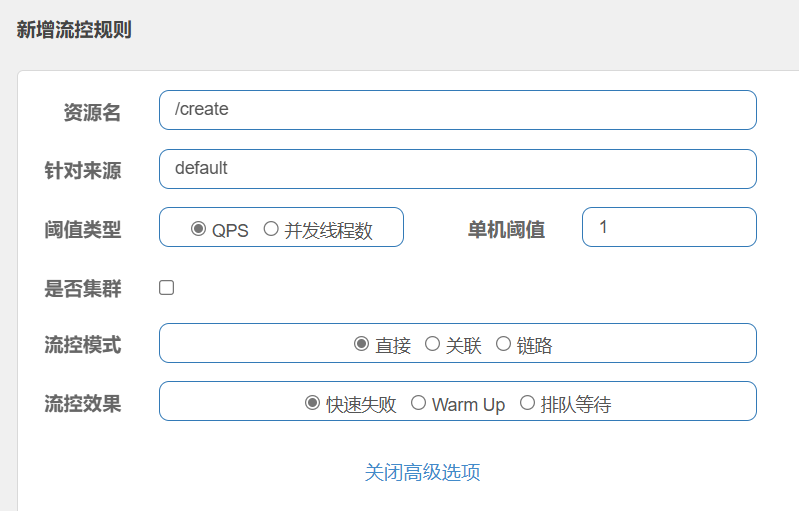 新增流控规则
资源名 /create
针对来源 default
阈值类型 QPS 并发线程数 单机阈值 1
是否集群
流控模式 直接 关联 链路
流控效果 快速失败 Warm Up 排队等待
关闭高级选项